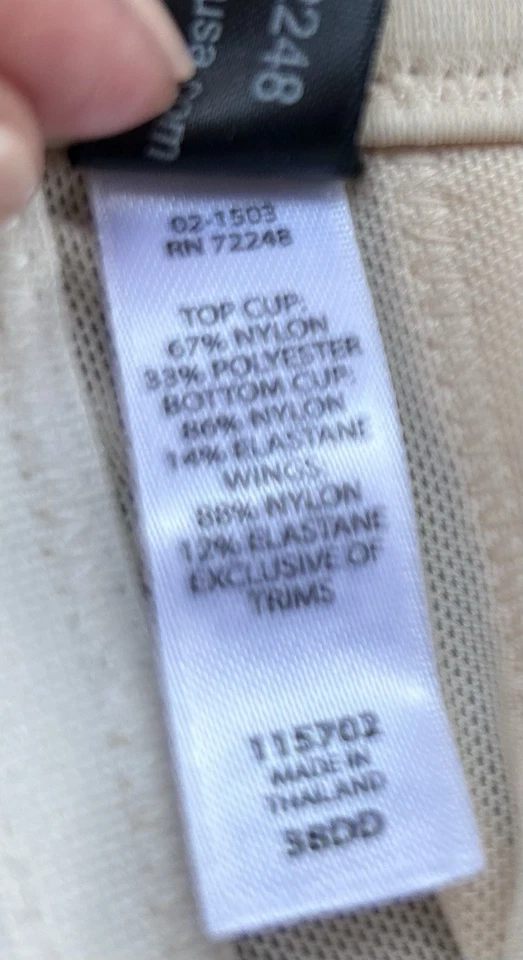 2248
usa.com
02-1503
RN 72248
TOP CUP:
67% NYLON
33% POLYESTER
BOTTOM CUP:
86% NYLON
14% ELASTANE
WINGS:
88% NYLON
12% ELASTANE
EXCLUSIVE OF
TRIMS
115702
MADE IN
THAILAND
38DD